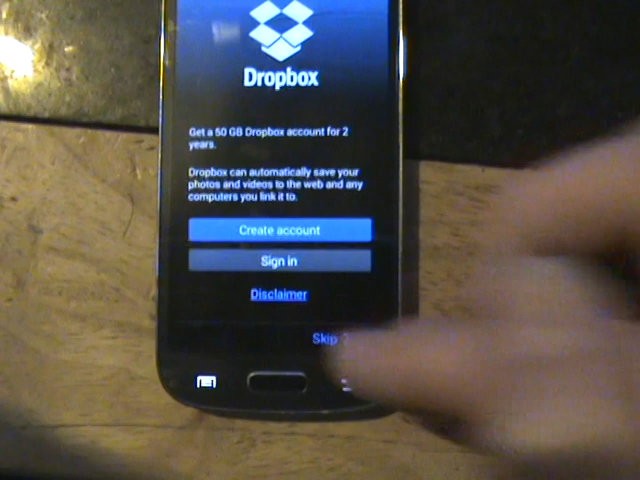 Dropbox
Get a 50 GB Dropbox account for 2
years.
Dropbox can automatically save your
photos and videos to the web and any
computers you link it to.
Create account
Sign in
Disclaimer
Skip